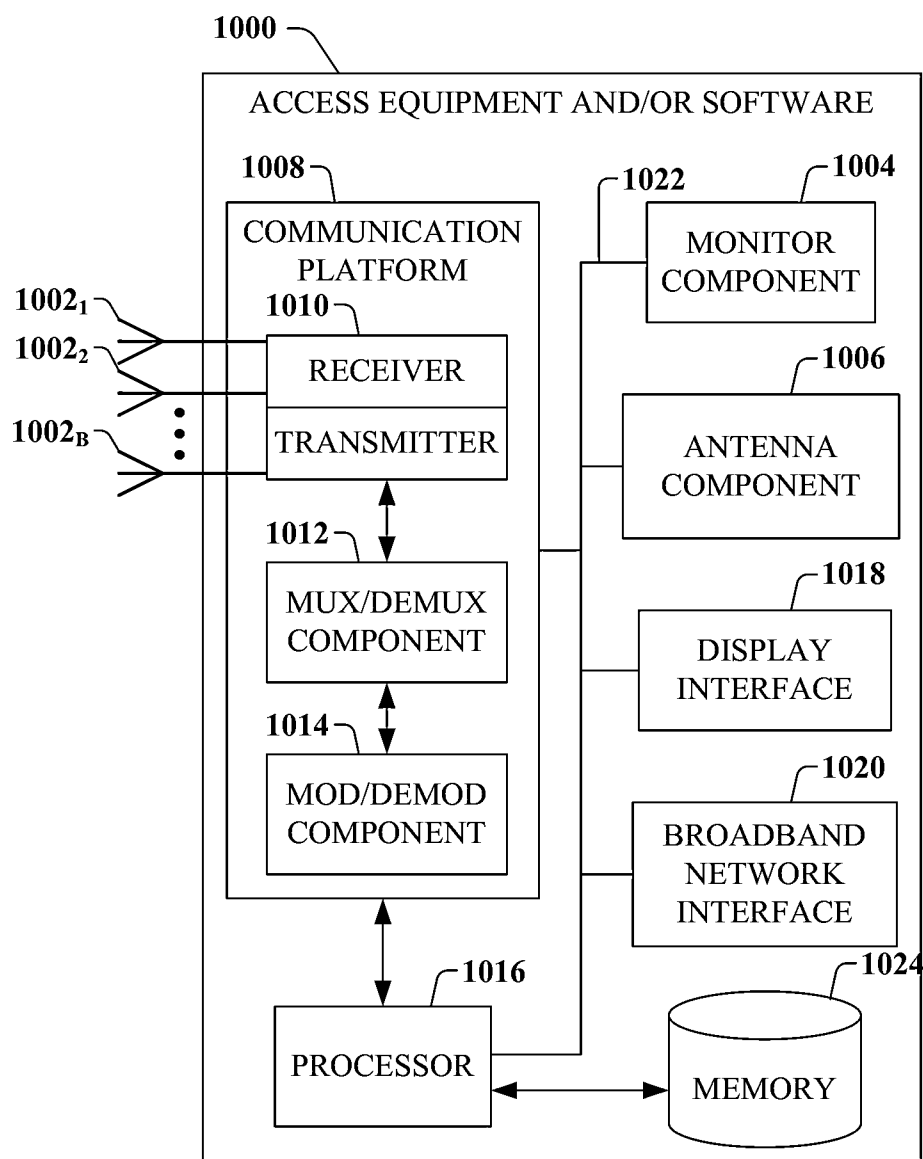 1000
ACCESS EQUIPMENT AND/OR SOFTWARE
1008
COMMUNICATION
PLATFORM
1010
RECEIVER
TRANSMITTER
1002₁
1002₂
1002_B
1012
MUX/DEMUX
COMPONENT
1014
MOD/DEMOD
COMPONENT
1016
PROCESSOR
1022
1004
MONITOR
COMPONENT
1006
ANTENNA
COMPONENT
1018
DISPLAY
INTERFACE
1020
BROADBAND
NETWORK
INTERFACE
1024
MEMORY